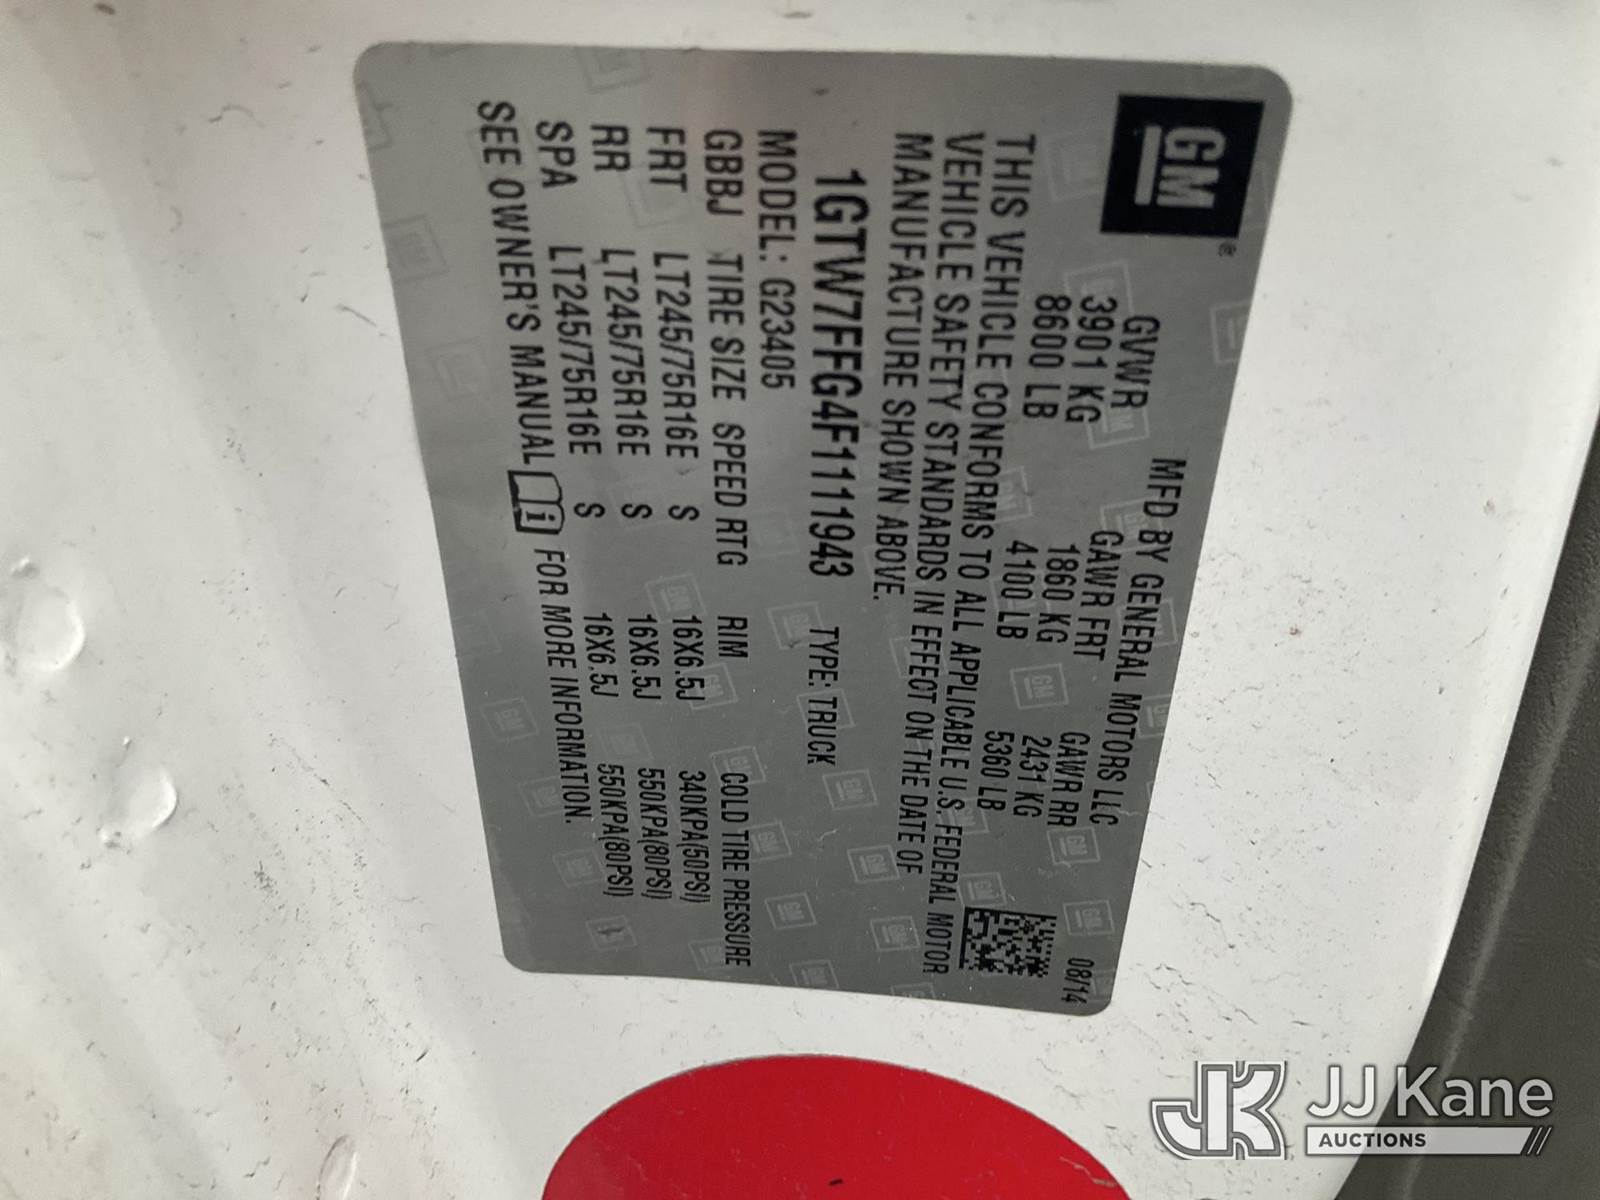 GM®
MFD BY GENERAL MOTORS LLC
08/14
GVWR GAWR FRT GAWR RR
3901 KG 1860 KG 2431 KG
8600 LB 4100 LB 5360 LB
THIS VEHICLE CONFORMS TO ALL APPLICABLE U.S. FEDERAL MOTOR
VEHICLE SAFETY STANDARDS IN EFFECT ON THE DATE OF
MANUFACTURE SHOWN ABOVE.
1GTW7FFG4F1111943 TYPE: TRUCK
MODEL: G23405
GBBJ TIRE SIZE SPEED RTG RIM COLD TIRE PRESSURE
FRT LT245/75R16E S 16X6.5J 340KPA(50PSI)
RR LT245/75R16E S 16X6.5J 550KPA(80PSI)
SPA LT245/75R16E S 16X6.5J 550KPA(80PSI)
SEE OWNER'S MANUAL i FOR MORE INFORMATION.
JK JJ Kane
AUCTIONS